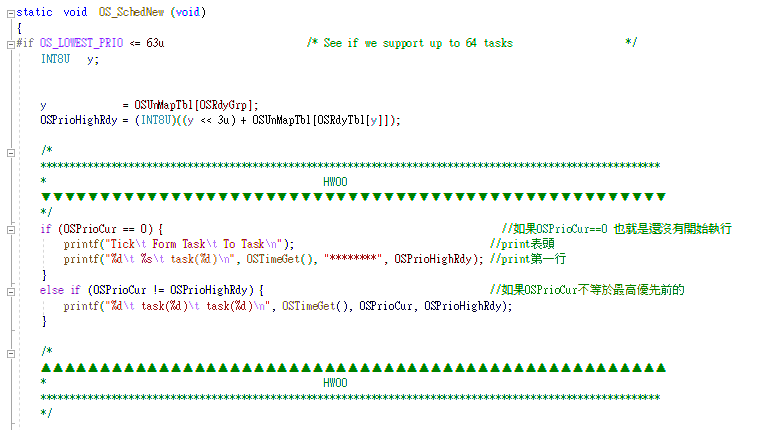 static void OS_SchedNew (void)
{
#if OS_LOWEST_PRIO <= 63u /* See if we support up to 64 tasks */
INT8U y;
y = OSUnMapTbl[OSRdyGrp];
OSPrioHighRdy = (INT8U)((y << 3u) + OSUnMapTbl[OSRdyTbl[y]]);
/*
*********************************************************************************************************
* HW00
▼▼▼▼▼▼▼▼▼▼▼▼▼▼▼▼▼▼▼▼▼▼▼▼▼▼▼▼▼▼▼▼▼▼▼▼▼▼▼▼▼▼▼▼▼▼▼▼▼▼▼▼
*/
if (OSPrioCur == 0) { //如果OSPrioCur==0 也就是還沒有開始執行
printf("Tick\t Form Task\t To Task\n"); //print表頭
printf("%d\t %s\t task(%d)\n", OSTimeGet(), "********", OSPrioHighRdy); //print第一行
}
else if (OSPrioCur != OSPrioHighRdy) { //如果OSPrioCur不等於最高優先前的
printf("%d\t task(%d)\t task(%d)\n", OSTimeGet(), OSPrioCur, OSPrioHighRdy);
}
/*
▲▲▲▲▲▲▲▲▲▲▲▲▲▲▲▲▲▲▲▲▲▲▲▲▲▲▲▲▲▲▲▲▲▲▲▲▲▲▲▲▲▲▲▲▲▲▲▲▲▲▲▲
* HW00
*********************************************************************************************************
*/